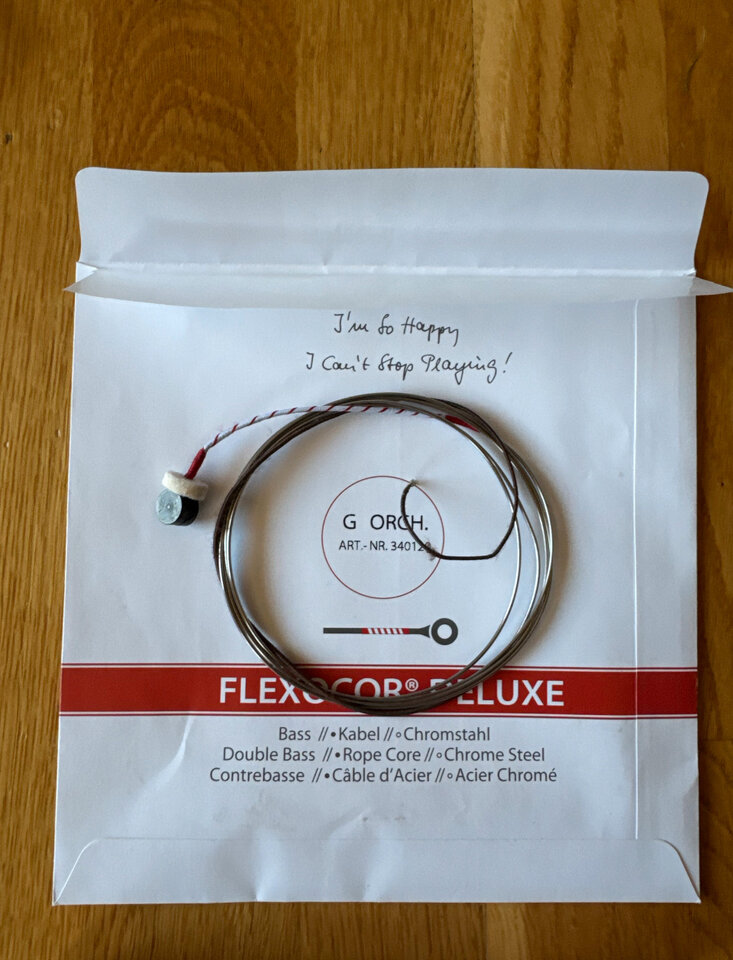 I'm So Happy
I Can't Stop Playing!
G ORCH.
ART.- NR. 34012
FLEXOCOR® DELUXE
Bass //•Kabel //∘Chromstahl
Double Bass //•Rope Core //∘Chrome Steel
Contrebasse //•Câble d'Acier //∘Acier Chromé